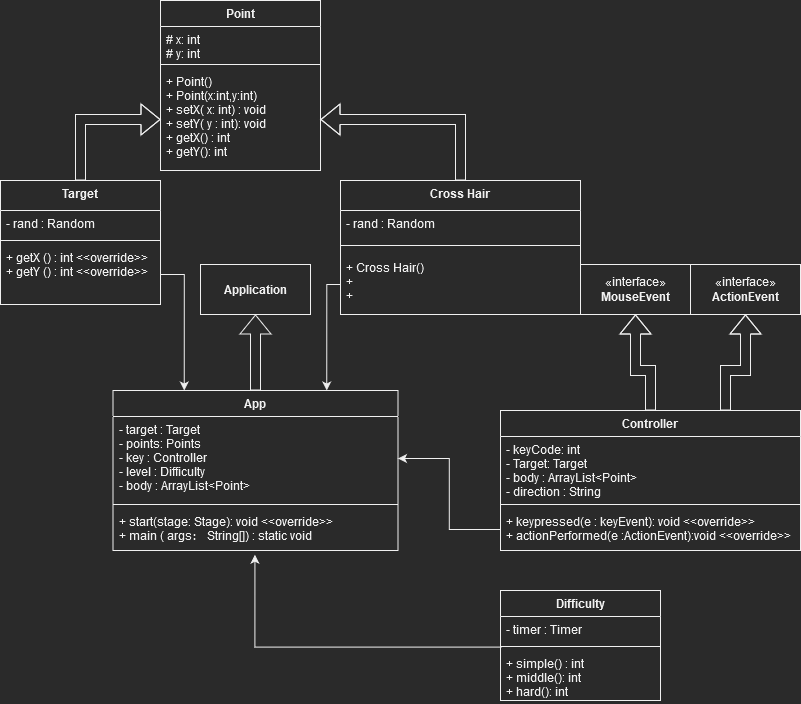 Point
# x: int
# y: int
+ Point()
+ Point(x:int,y:int)
+ setX( x: int) : void
+ setY( y : int): void
+ getX() : int
+ getY(): int
Target
- rand : Random
+ getX () : int <<override>>
+ getY () : int <<override>>
Cross Hair
- rand : Random
+ Cross Hair()
+
+
Application
«interface»
MouseEvent
«interface»
ActionEvent
App
- target : Target
- points: Points
- key : Controller
- level : Difficulty
- body : ArrayList<Point>
+ start(stage: Stage): void <<override>>
+ main ( args： String[]) : static void
Controller
- keyCode: int
- Target: Target
- body : ArrayList<Point>
- direction : String
+ keypressed(e : keyEvent): void <<override>>
+ actionPerformed(e :ActionEvent):void <<override>>
Difficulty
- timer : Timer
+ simple() : int
+ middle(): int
+ hard(): int